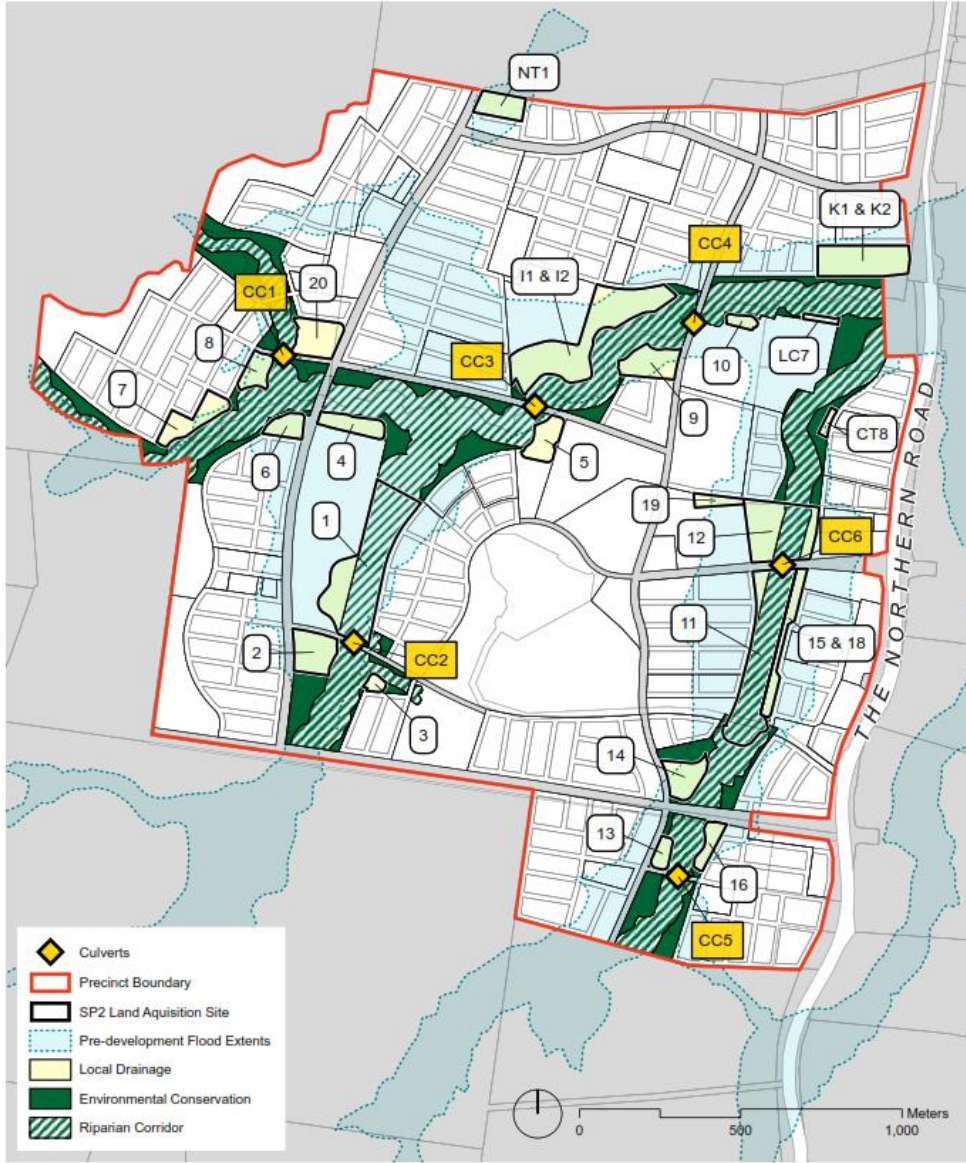 NT1
K1 & K2
CC4
I1 & I2
CC1
20
8
CC3
7
10
LC7
9
CT8
6
4
5
1
19
12
CC6
THE NORTHERN ROAD
11
15 & 18
2
CC2
3
14
13
16
CC5
Culverts
Precinct Boundary
SP2 Land Aquisition Site
Pre-development Flood Extents
Local Drainage
Environmental Conservation
Riparian Corridor
Meters
0
500
1,000